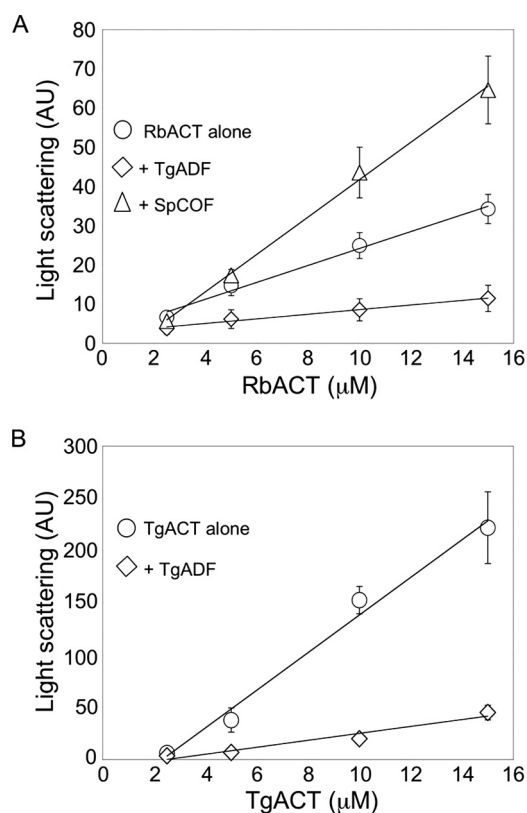 A
80
70
60
50
40
30
20
10
0
Light scattering (AU)
RbACT alone
+ TgADF
+ SpCOF
0 2 4 6 8 10 12 14 16
RbACT (μM)
B
300
250
200
150
100
50
0
Light scattering (AU)
TgACT alone
+ TgADF
0 2 4 6 8 10 12 14 16
TgACT (μM)